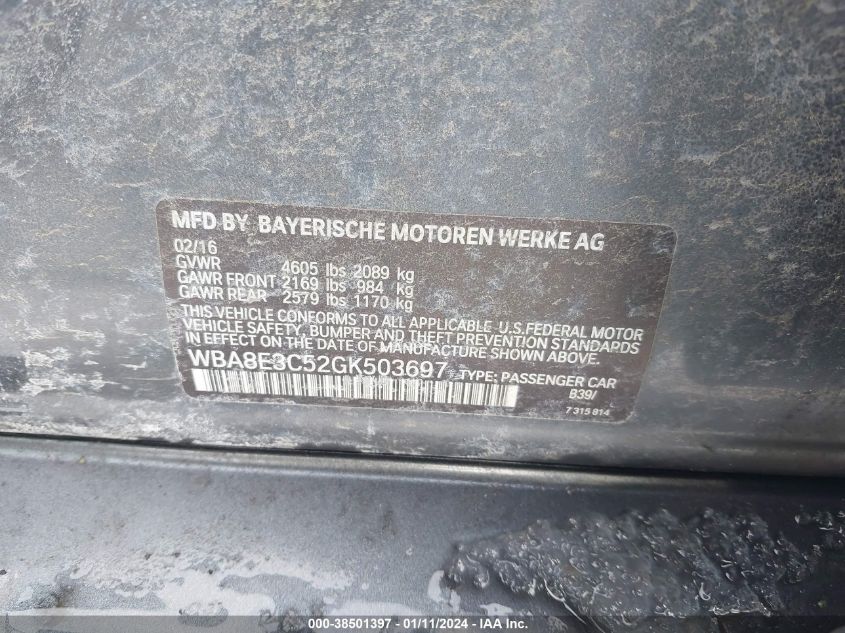 MFD BY BAYERISCHE MOTOREN WERKE AG
02/16
GVWR 4605 lbs 2089 kg
GAWR FRONT 2169 lbs 984 kg
GAWR REAR 2579 lbs 1170 kg
THIS VEHICLE CONFORMS TO ALL APPLICABLE U.S.FEDERAL MOTOR
VEHICLE SAFETY, BUMPER AND THEFT PREVENTION STANDARDS
IN EFFECT ON THE DATE OF MANUFACTURE SHOWN ABOVE.
WBA8E3C52GK503697 TYPE: PASSENGER CAR
B39/
7 315 814
000-38501397 - 01/11/2024 - IAA Inc.